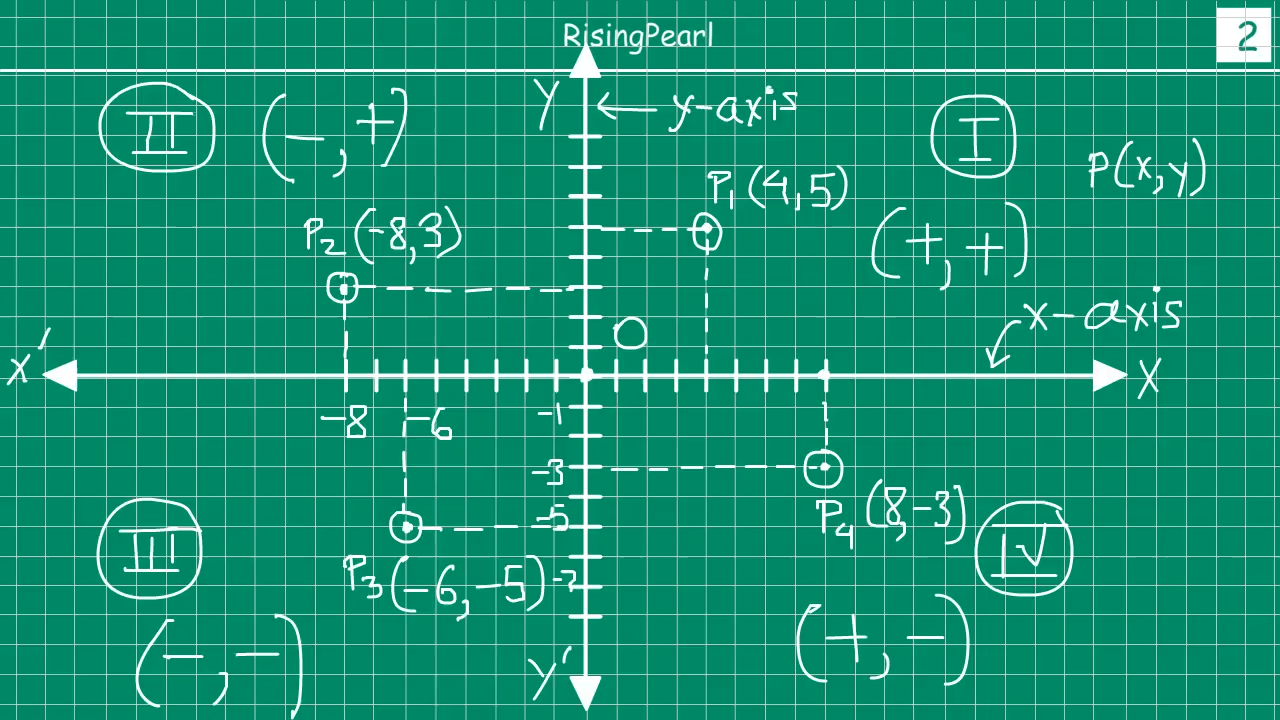 RisingPearl
2
II (-,+)
Y
y-axis
I
P(x,y)
P₁(4,5)
P₂(-8,3)
(+,+)
O
x-axis
X'
X
-8
-6
-1
-3
-5
P₄(8,-3)
III
IV
P₃(-6,-5)
-7
(-,-)
Y'
(+,-)